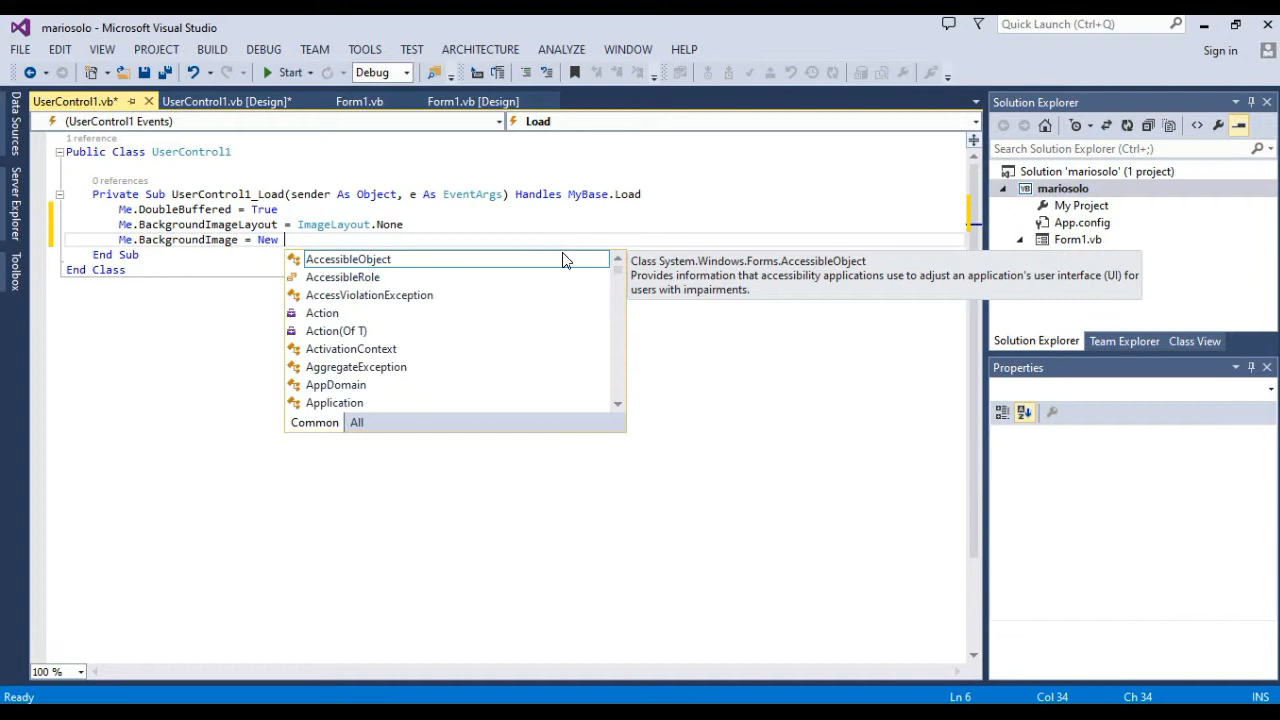 mariosolo - Microsoft Visual Studio
Quick Launch (Ctrl+Q)
FILE EDIT VIEW PROJECT BUILD DEBUG TEAM TOOLS TEST ARCHITECTURE ANALYZE WINDOW HELP
Sign in
Start
Debug
UserControl1.vb*
UserControl1.vb [Design]*
Form1.vb
Form1.vb [Design]
(UserControl1 Events)
Load
Data Sources
Server Explorer
Toolbox
1 reference
Public Class UserControl1
0 references
Private Sub UserControl1_Load(sender As Object, e As EventArgs) Handles MyBase.Load
Me.DoubleBuffered = True
Me.BackgroundImageLayout = ImageLayout.None
Me.BackgroundImage = New
End Sub
End Class
AccessibleObject
AccessibleRole
AccessViolationException
Action
Action(Of T)
ActivationContext
AggregateException
AppDomain
Application
Common All
Class System.Windows.Forms.AccessibleObject
Provides information that accessibility applications use to adjust an application's user interface (UI) for
users with impairments.
Solution Explorer
Search Solution Explorer (Ctrl+;)
Solution 'mariosolo' (1 project)
VB mariosolo
My Project
App.config
Form1.vb
Solution Explorer Team Explorer Class View
Properties
100 %
Ready
Ln 6
Col 34
Ch 34
INS